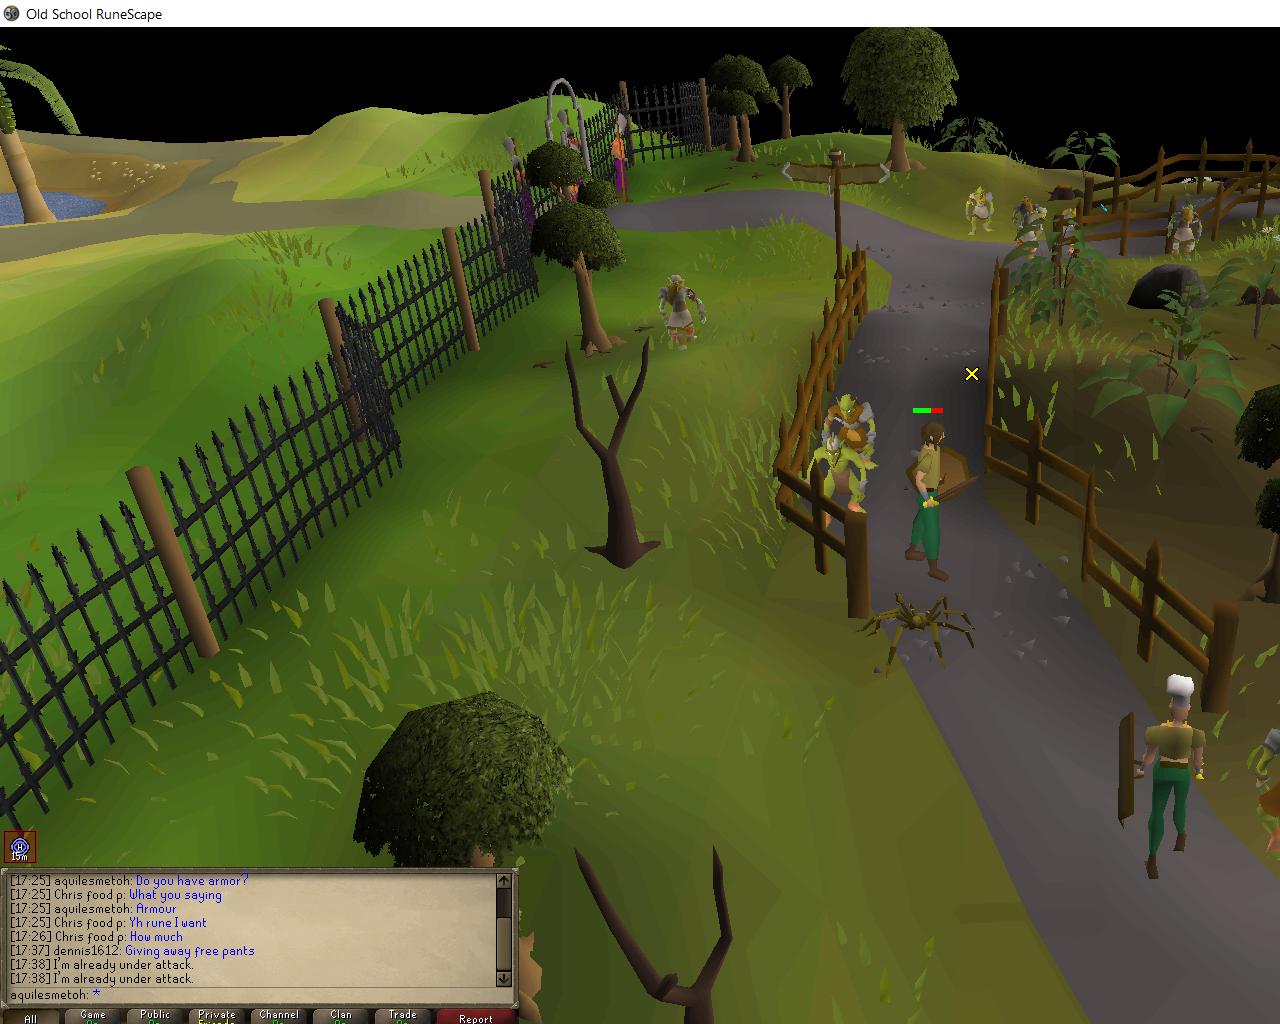 Old School RuneScape
15m
[17:25] aquilesmetoh: Do you have armor?
[17:25] Chris food p: What you saying
[17:25] aquilesmetoh: Armour
[17:25] Chris food p: Yh rune I want
[17:26] Chris food p: How much
[17:37] dennis1612: Giving away free pants
[17:38] I'm already under attack.
[17:38] I'm already under attack.
aquilesmetoh: *
All Game Public Private Channel Clan Trade Report